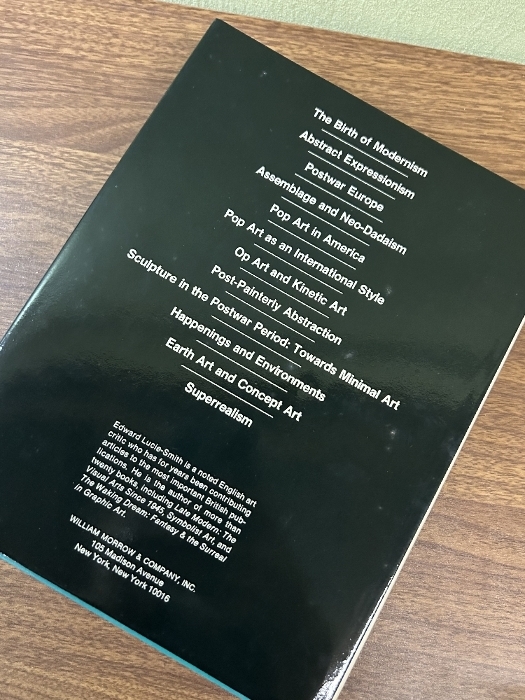 The Birth of Modernism
Abstract Expressionism
Postwar Europe
Assemblage and Neo-Dadaism
Pop Art in America
Pop Art as an International Style
Op Art and Kinetic Art
Post-Painterly Abstraction
Sculpture in the Postwar Period: Towards Minimal Art
Happenings and Environments
Earth Art and Concept Art
Superrealism
Edward Lucie-Smith is a noted English art
critic who has for years been contributing
articles to the most important British pub-
lications. He is the author of more than
twenty books, including Late Modern: The
Visual Arts Since 1945, Symbolist Art, and
The Waking Dream: Fantasy & the Surreal
in Graphic Art.
WILLIAM MORROW & COMPANY, INC.
105 Madison Avenue
New York, New York 10016